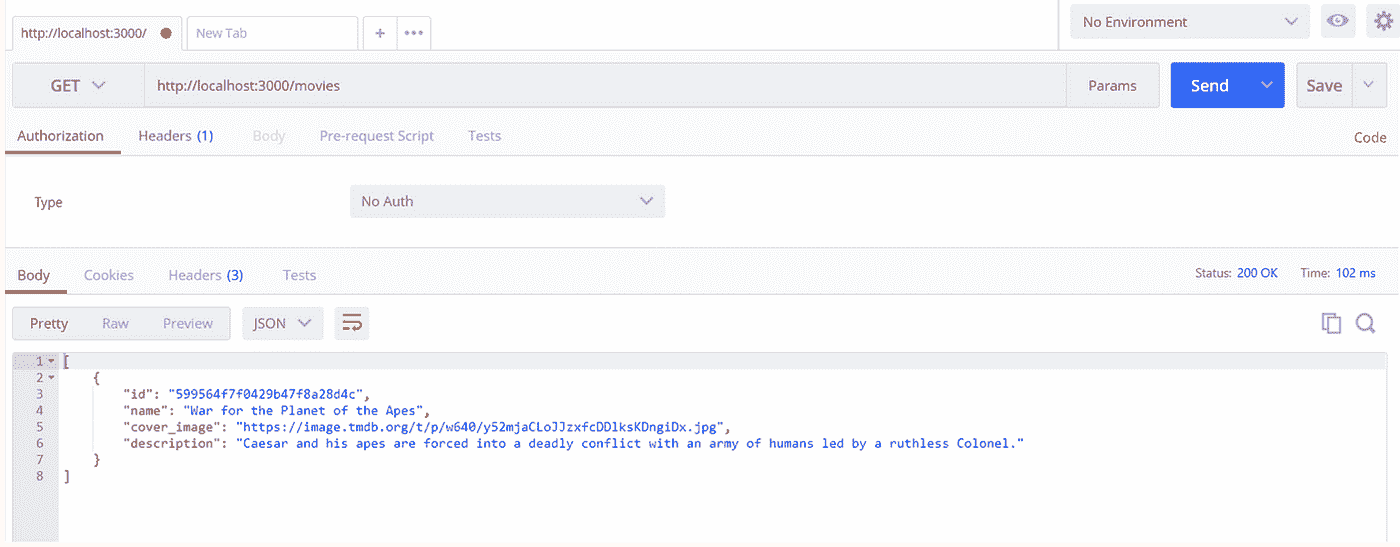 http://localhost:3000/ New Tab + ••• No Environment
GET http://localhost:3000/movies Params Send Save
Authorization Headers (1) Body Pre-request Script Tests Code
Type No Auth
Body Cookies Headers (3) Tests Status: 200 OK Time: 102 ms
Pretty Raw Preview JSON
1 [
2 {
3 "id": "599564f7f0429b47f8a28d4c",
4 "name": "War for the Planet of the Apes",
5 "cover_image": "https://image.tmdb.org/t/p/w640/y52mjaCLoJJzxfcDDlksKDngiDx.jpg",
6 "description": "Caesar and his apes are forced into a deadly conflict with an army of humans led by a ruthless Colonel."
7 }
8 ]